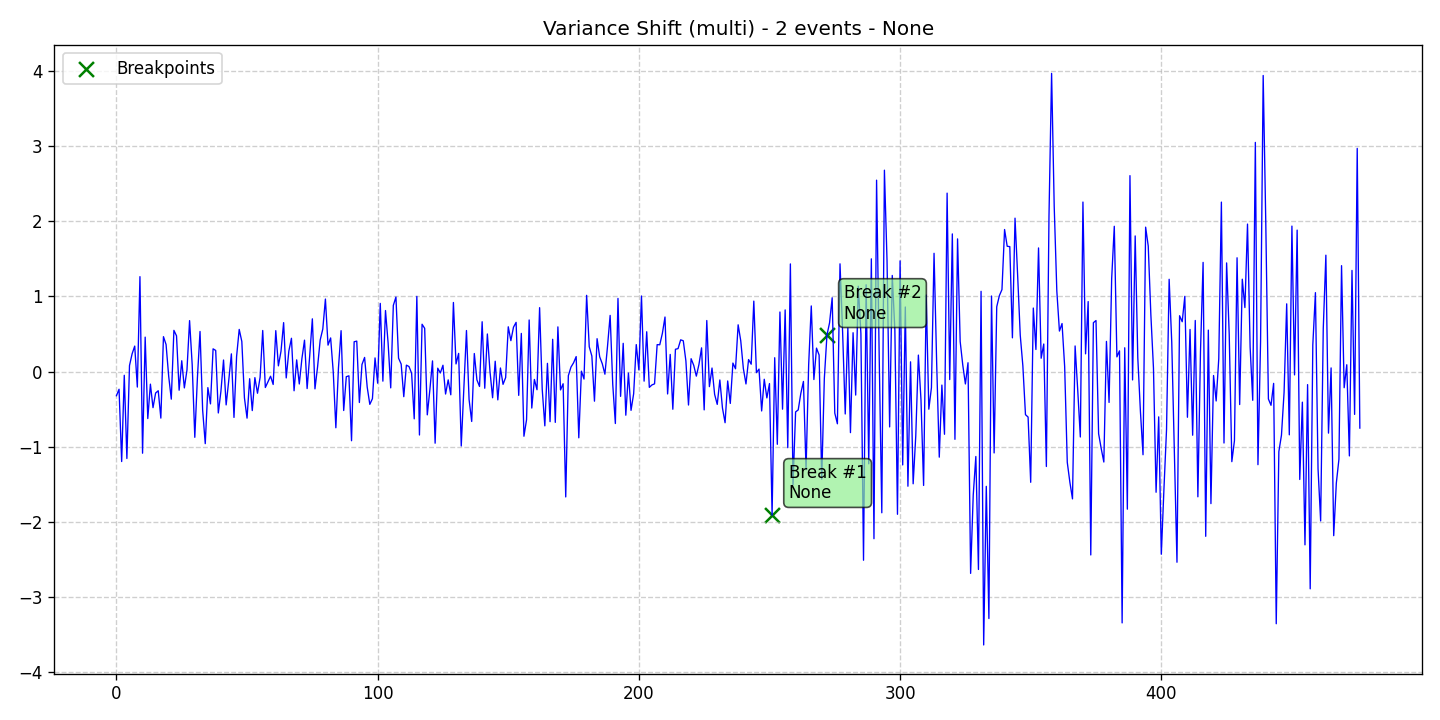 Variance Shift (multi) - 2 events - None
Breakpoints
4
3
2
1
0
−1
−2
−3
−4
Break #2
None
Break #1
None
0
100
200
300
400